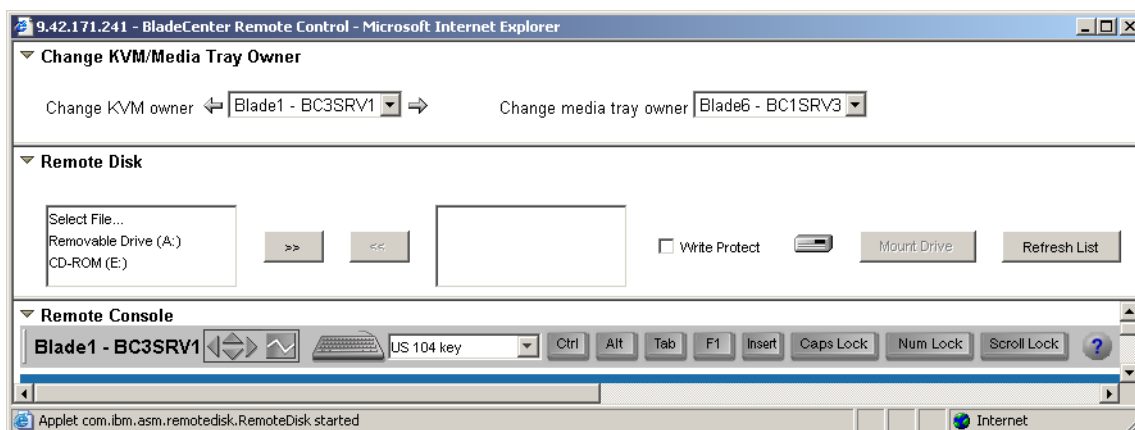 9.42.171.241 - BladeCenter Remote Control - Microsoft Internet Explorer
Change KVM/Media Tray Owner
Change KVM owner Blade1 - BC3SRV1 Change media tray owner Blade6 - BC1SRV3
Remote Disk
Select File...
Removable Drive (A:)
CD-ROM (E:)
>> << Write Protect Mount Drive Refresh List
Remote Console
Blade1 - BC3SRV1 US 104 key Ctrl Alt Tab F1 Insert Caps Lock Num Lock Scroll Lock ?
Applet com.ibm.asm.remotedisk.RemoteDisk started Internet